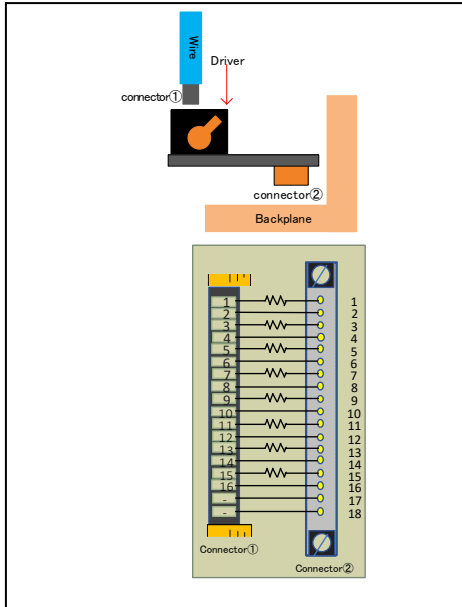 Wire
Driver
connector①
connector②
Backplane
1 1
2 2
3 3
4 4
5 5
6 6
7 7
8 8
9 9
10 10
11 11
12 12
13 13
14 14
15 15
16 16
- 17
- 18
Connector①
Connector②